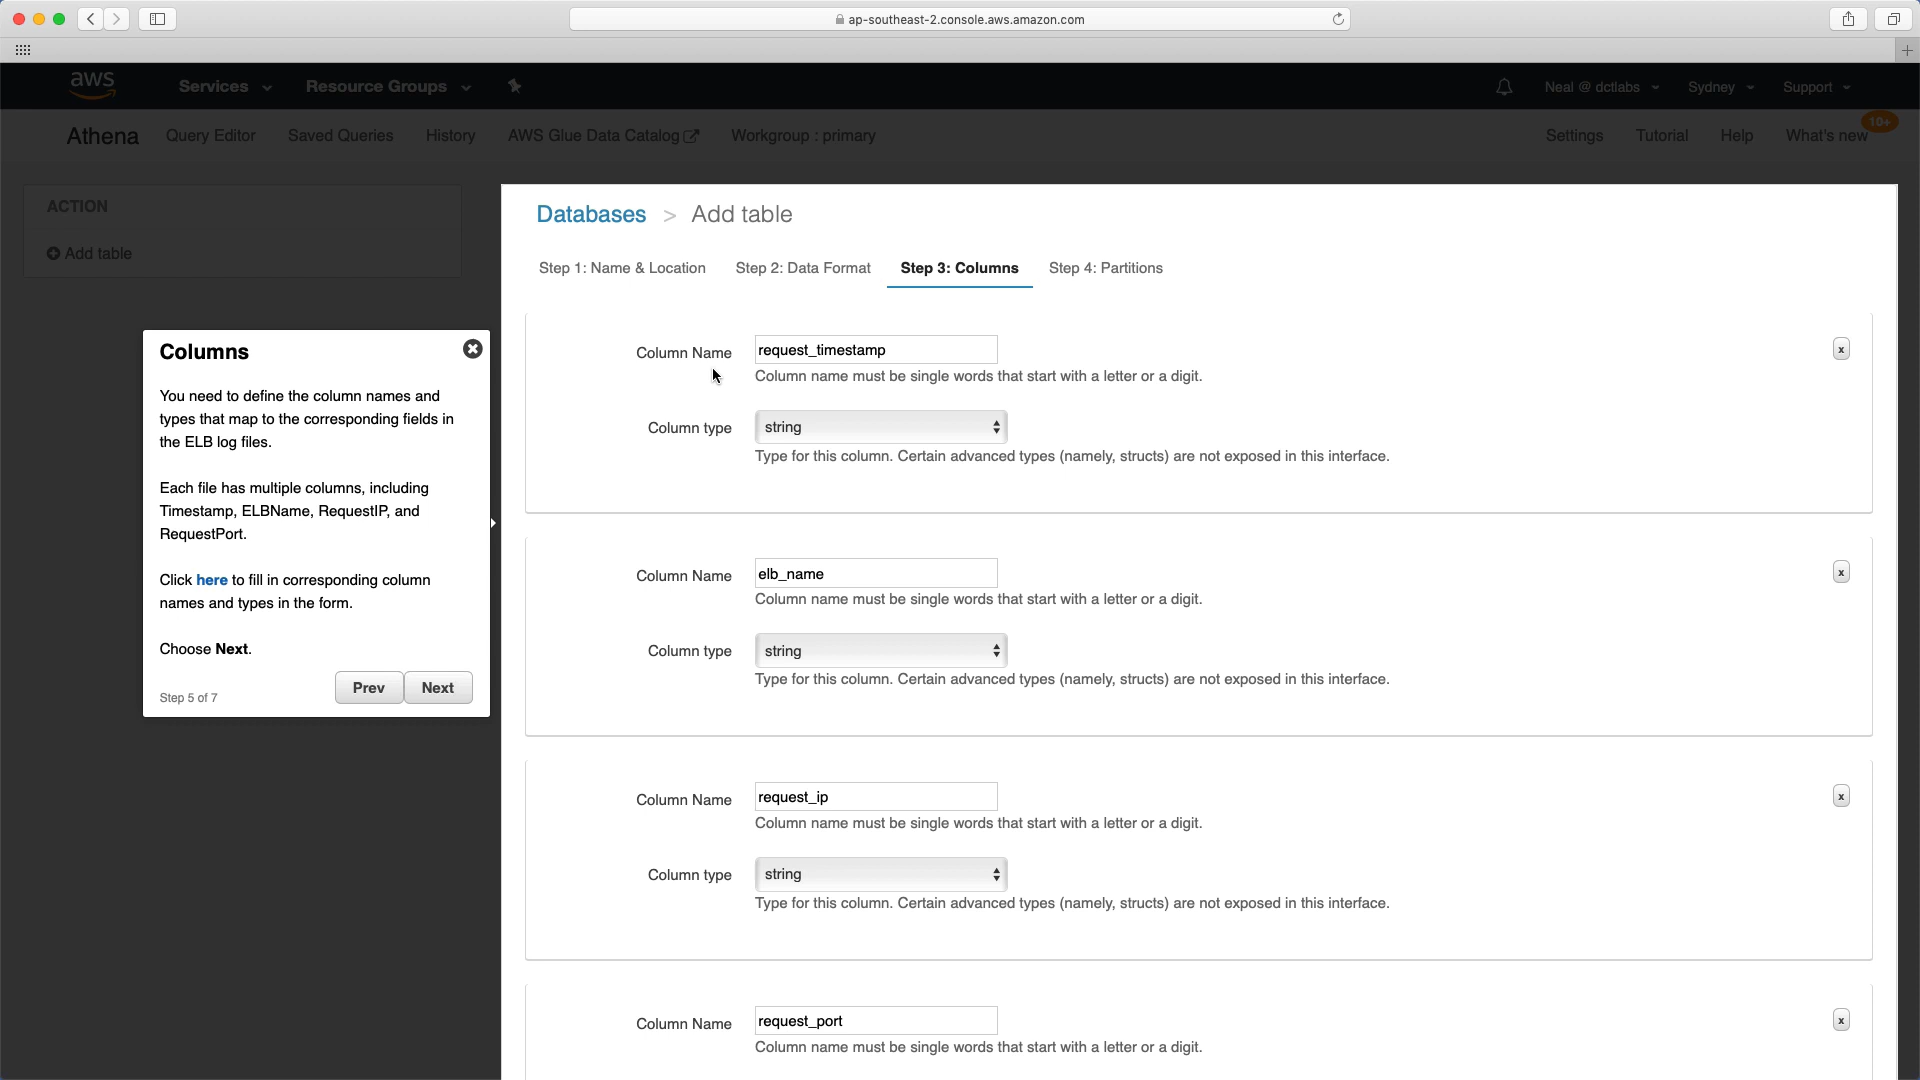 ap-southeast-2.console.aws.amazon.com
aws
Services
Resource Groups
Neal @ dctlabs
Sydney
Support
Athena
Query Editor
Saved Queries
History
AWS Glue Data Catalog
Workgroup : primary
Settings
Tutorial
Help
What's new
10+
ACTION
Add table
Databases > Add table
Step 1: Name & Location
Step 2: Data Format
Step 3: Columns
Step 4: Partitions
Columns
You need to define the column names and
types that map to the corresponding fields in
the ELB log files.
Each file has multiple columns, including
Timestamp, ELBName, RequestIP, and
RequestPort.
Click here to fill in corresponding column
names and types in the form.
Choose Next.
Step 5 of 7
Prev
Next
Column Name
request_timestamp
x
Column name must be single words that start with a letter or a digit.
Column type
string
Type for this column. Certain advanced types (namely, structs) are not exposed in this interface.
Column Name
elb_name
x
Column name must be single words that start with a letter or a digit.
Column type
string
Type for this column. Certain advanced types (namely, structs) are not exposed in this interface.
Column Name
request_ip
x
Column name must be single words that start with a letter or a digit.
Column type
string
Type for this column. Certain advanced types (namely, structs) are not exposed in this interface.
Column Name
request_port
x
Column name must be single words that start with a letter or a digit.